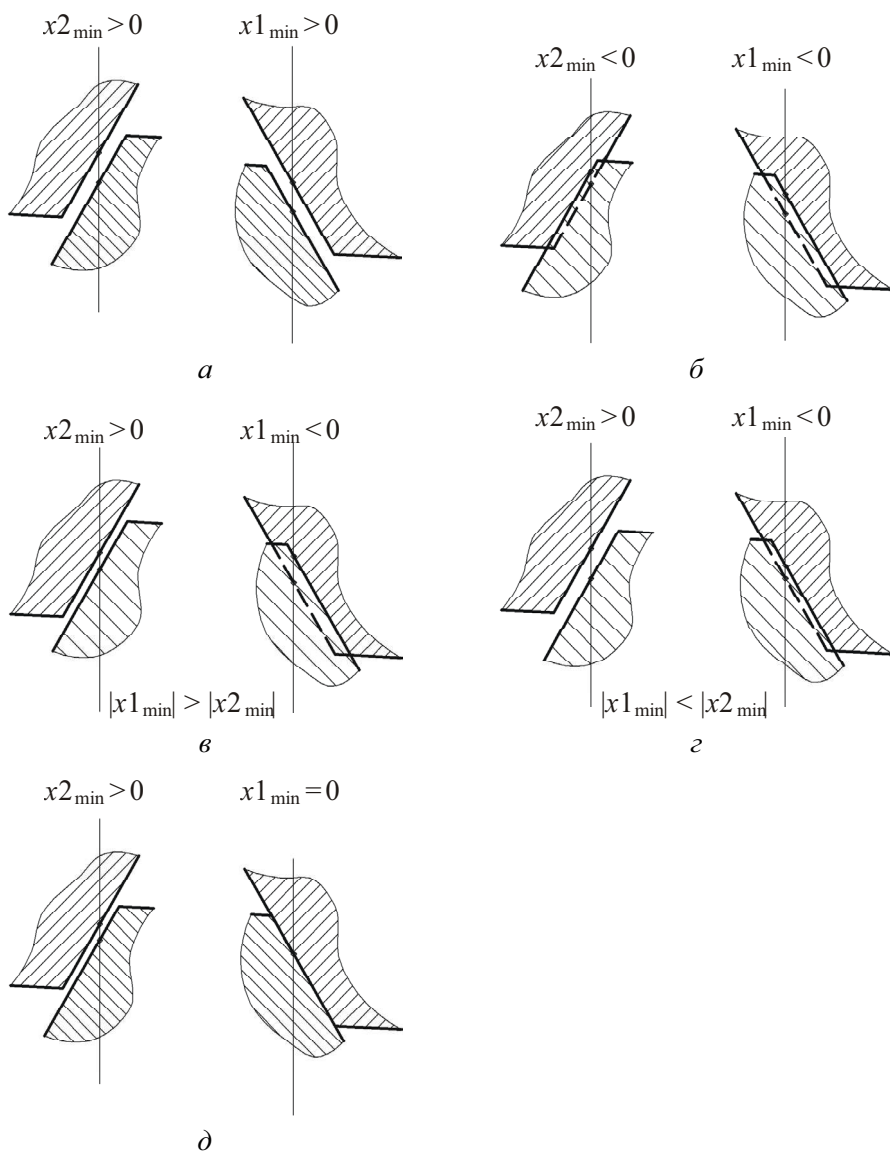 x2min>0 x1min>0
x2min<0 x1min<0
а
б
x2min>0 x1min<0
x2min>0 x1min<0
|x1min| > |x2min|
|x1min| < |x2min|
в
г
x2min>0 x1min=0
д